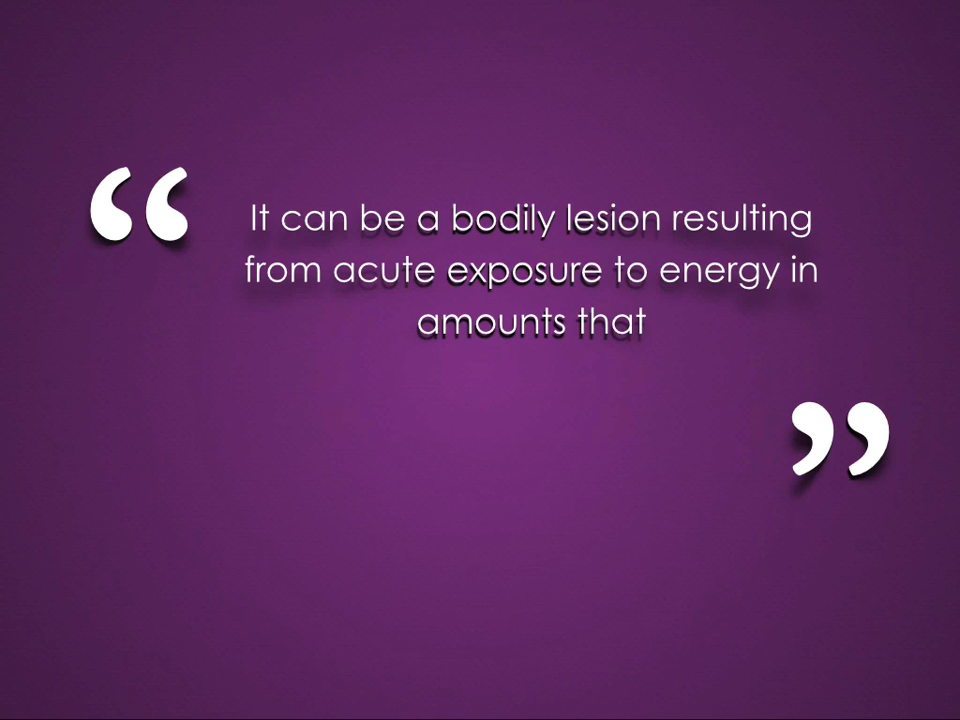 “ It can be a bodily lesion resulting
from acute exposure to energy in
amounts that ”